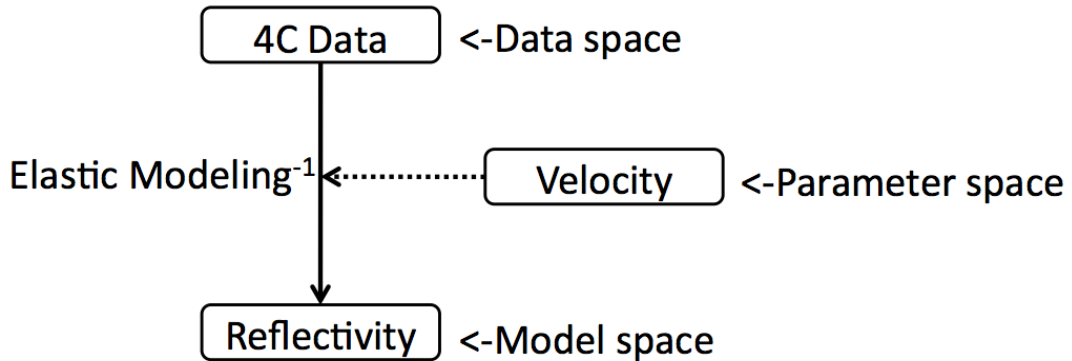 4C Data <-Data space
Elastic Modeling⁻¹ Velocity <-Parameter space
Reflectivity <-Model space